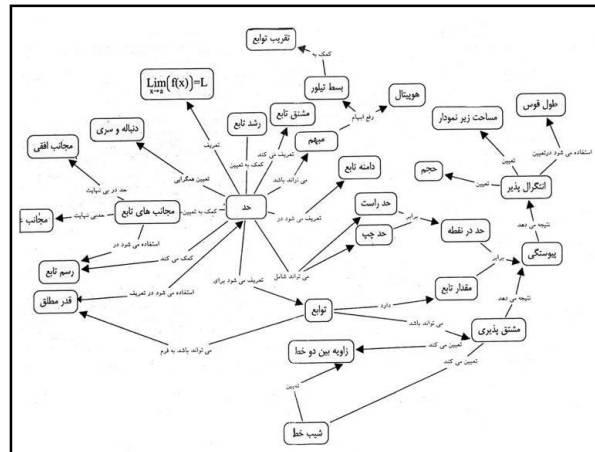 تقریب توابع
کمک به
بسط تیلور
هوپیتال
رفع ابهام
Lim(f(x))=L
x→a
تعریف
رشد تابع
کمک به تعیین
مشتق تابع
تعریف می کند
مبهم
می تواند باشد
طول قوس
استفاده می شود درتعیین
مساحت زیر نمودار
تعیین
حجم
تعیین
انتگرال پذیر
نتیجه می دهد
پیوستگی
دنباله و سری
تعیین همگرایی
مجانب افقی
حد در بی نهایت
دامنه تابع
تعریف می شود در
حد
کمک به تعیین
مجانب های تابع
حدبی نهایت
مجانب
حد راست
حد چپ
برابر
حد در نقطه
برابر
استفاده می شود در
رسم تابع
کمک می کند
می تواند شامل
استفاده می شود در تعریف
قدر مطلق
تعریف می شود برای
توابع
دارد
مقدار تابع
نتیجه می دهد
می تواند باشد
مشتق پذیری
می تواند باشد به فرم
زاویه بین دو خط
تعیین می کند
تعیین می کند
تعیین
شیب خط